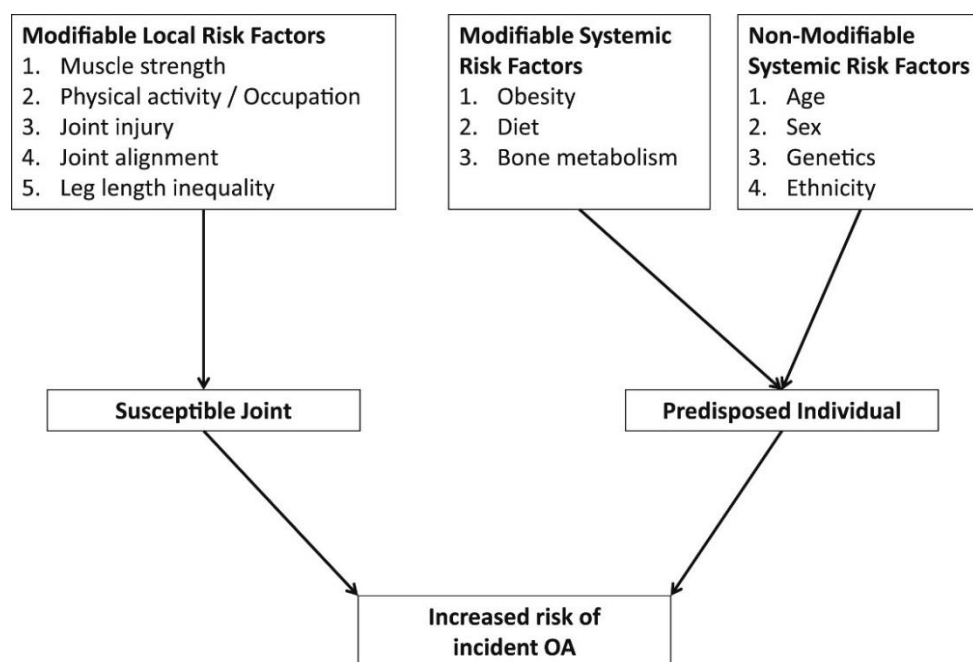 Modifiable Local Risk Factors
1. Muscle strength
2. Physical activity / Occupation
3. Joint injury
4. Joint alignment
5. Leg length inequality
Modifiable Systemic
Risk Factors
1. Obesity
2. Diet
3. Bone metabolism
Non-Modifiable
Systemic Risk Factors
1. Age
2. Sex
3. Genetics
4. Ethnicity
Susceptible Joint
Predisposed Individual
Increased risk of
incident OA